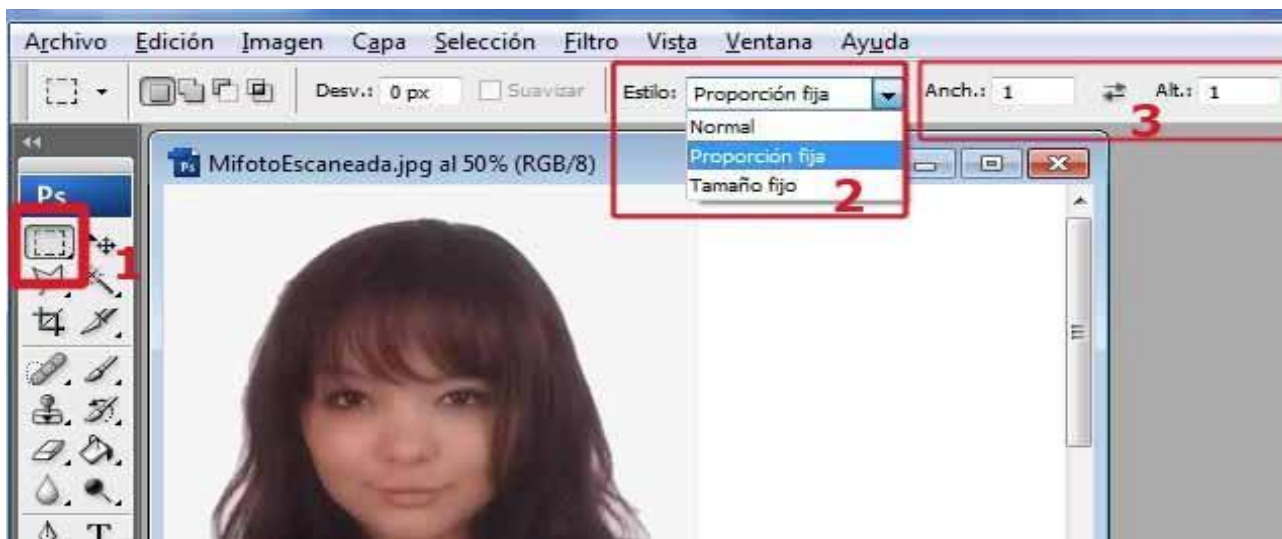 Archivo Edición Imagen Capa Selección Filtro Vista Ventana Ayuda
Desv.: 0 px Suavizar Estilo: Proporción fija Anch.: 1 Alt.: 1
3
Normal
MifotoEscaneada.jpg al 50% (RGB/8) Proporción fija
Tamaño fijo
2
Ps
1
T